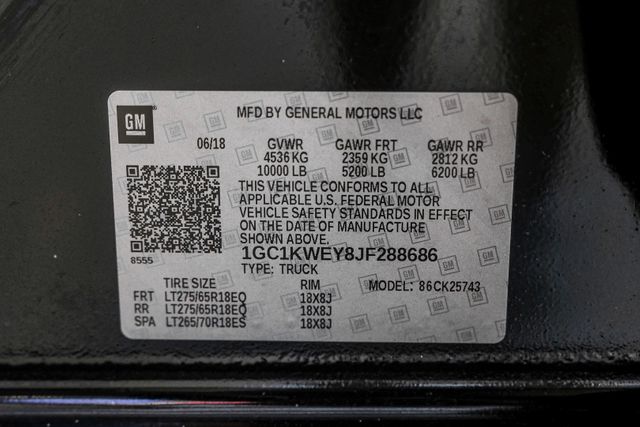 GM
MFD BY GENERAL MOTORS LLC
06/18 GVWR GAWR FRT GAWR RR
4536 KG 2359 KG 2812 KG
10000 LB 5200 LB 6200 LB
THIS VEHICLE CONFORMS TO ALL
APPLICABLE U.S. FEDERAL MOTOR
VEHICLE SAFETY STANDARDS IN EFFECT
ON THE DATE OF MANUFACTURE
SHOWN ABOVE.
8555
1GC1KWEY8JF288686
TYPE: TRUCK
TIRE SIZE RIM MODEL: 86CK25743
FRT LT275/65R18EQ 18X8J
RR LT275/65R18EQ 18X8J
SPA LT265/70R18ES 18X8J